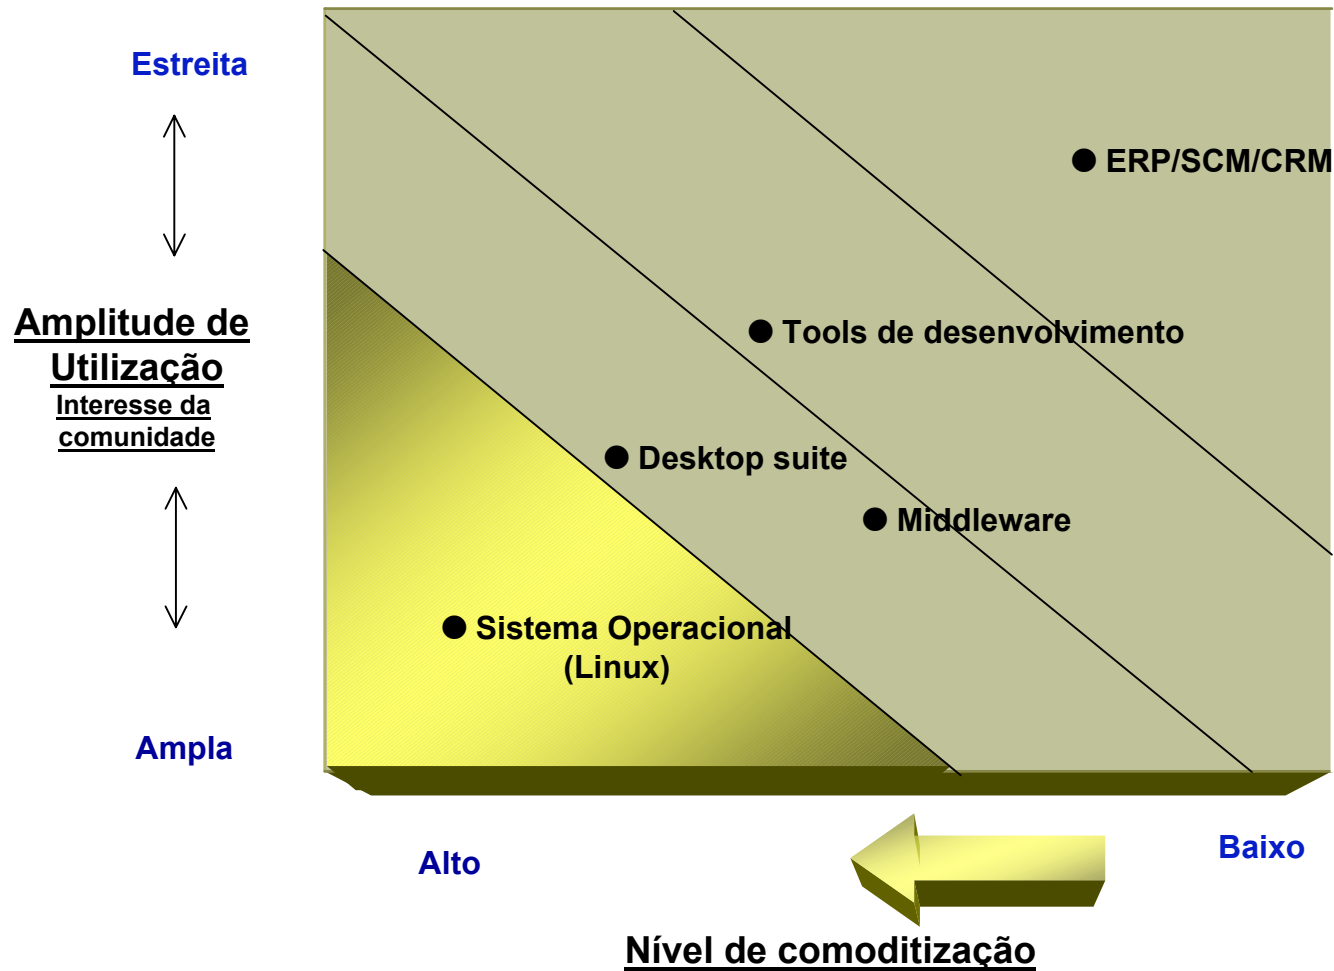 Estreita
ERP/SCM/CRM
Amplitude de
Utilização
Interesse da
comunidade
Tools de desenvolvimento
Desktop suite
Middleware
Sistema Operacional
(Linux)
Ampla
Alto
Baixo
Nível de comoditização